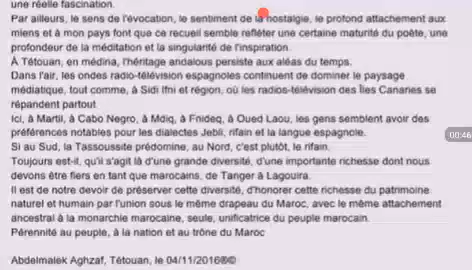 une réelle fascination.
Par ailleurs, le sens de l'évocation, le sentiment de la nostalgie, le profond attachement aux
miens et à mon pays font que ce recueil semble refléter une certaine maturité du poète, une
profondeur de la méditation et la singularité de l'inspiration.
À Tétouan, en médina, l'héritage andalous persiste aux aléas du temps.
Dans l'air, les ondes radio-télévision espagnoles continuent de dominer le paysage
médiatique, tout comme, à Sidi Ifni et région, où les radios-télévision des Îles Canaries se
répandent partout
Ici, à Martil, à Cabo Negro, à Mdiq, à Fnideq, à Oued Laou, les gens semblent avoir des
préférences notables pour les dialectes Jebli, rifain et la langue espagnole.
Si au Sud, la Tassoussite prédomine, au Nord, c'est plutôt, le rifain.
Toujours est-il, qu'il s'agit là d'une grande diversité, d'une importante richesse dont nous
devons être fiers en tant que marocains, de Tanger à Lagouira.
Il est de notre devoir de préserver cette diversité, d'honorer cette richesse du patrimoine
naturel et humain par l'union sous le même drapeau du Maroc, avec le même attachement
ancestral à la monarchie marocaine, seule, unificatrice du peuple marocain.
Pérennité au peuple, à la nation et au trône du Maroc
Abdelmalek Aghzaf, Tétouan, le 04/11/2016®©
00:46